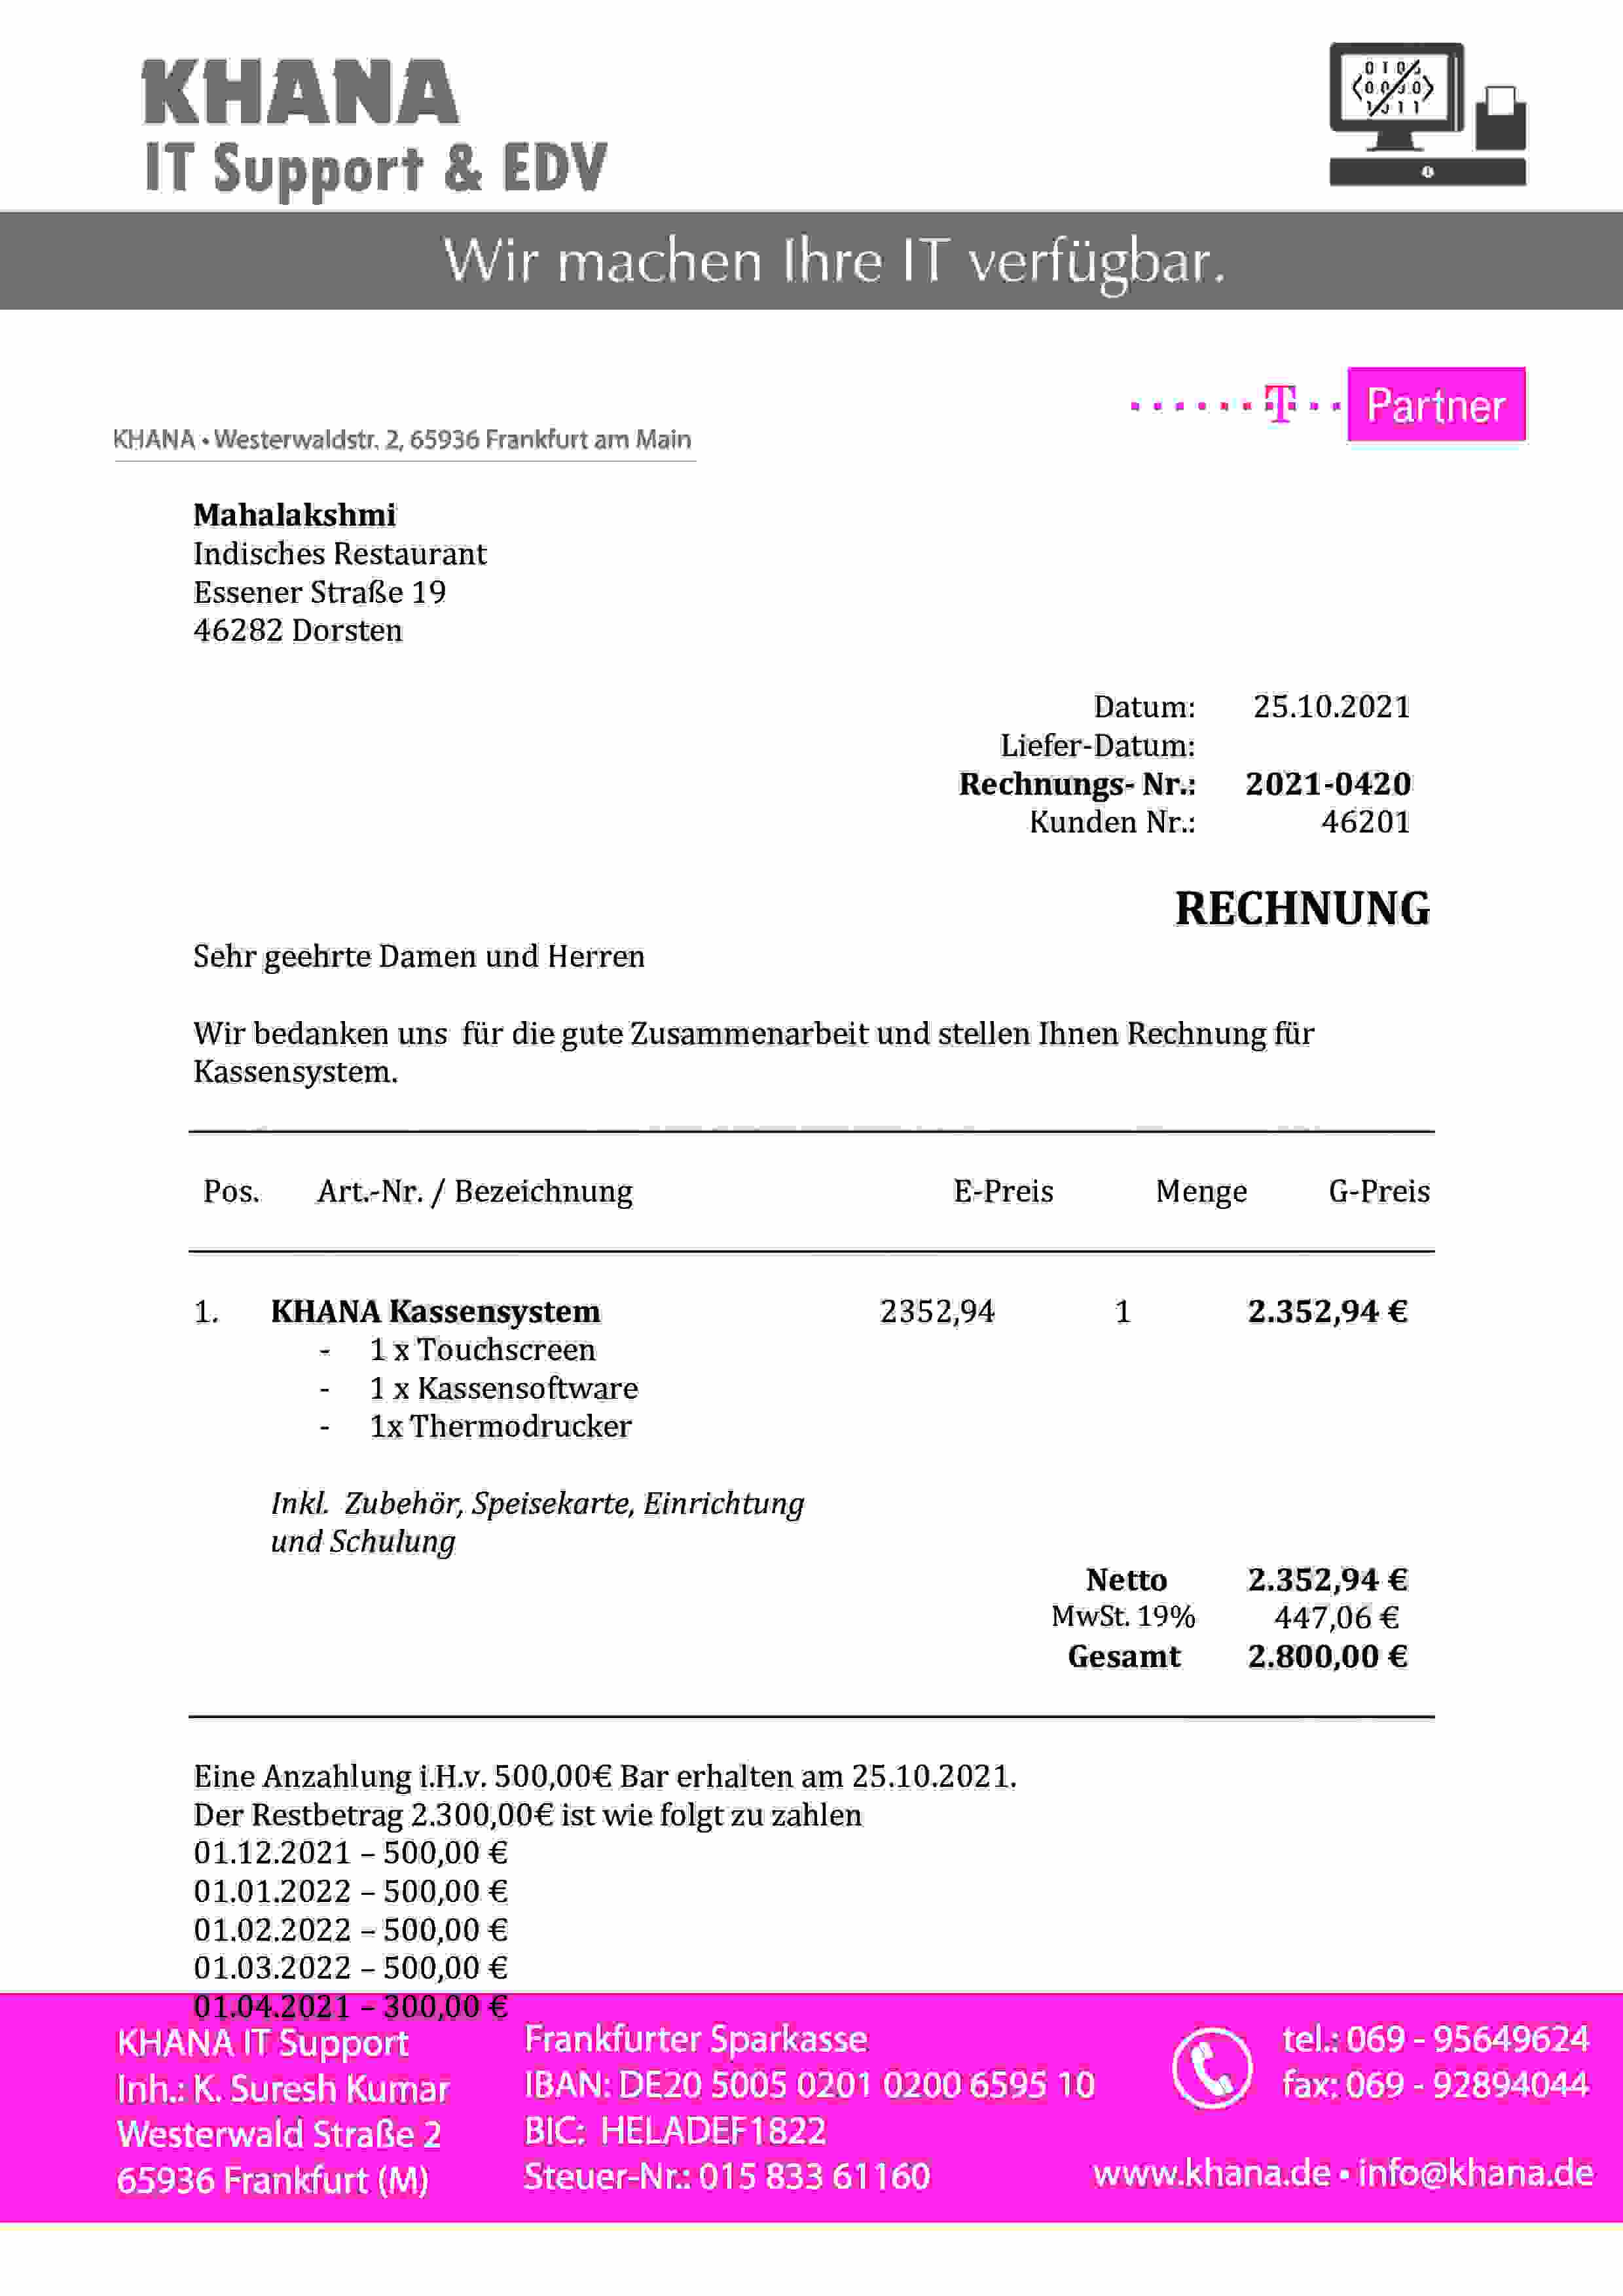 KHANA
IT Support & EDV
Wir machen Ihre IT verfügbar.
T Partner
KHANA • Westerwaldstr. 2, 65936 Frankfurt am Main
Mahalakshmi
Indisches Restaurant
Essener Straße 19
46282 Dorsten
Datum: 25.10.2021
Liefer-Datum:
Rechnungs- Nr.: 2021-0420
Kunden Nr.: 46201
RECHNUNG
Sehr geehrte Damen und Herren
Wir bedanken uns für die gute Zusammenarbeit und stellen Ihnen Rechnung für
Kassensystem.
Pos. Art.-Nr. / Bezeichnung E-Preis Menge G-Preis
1. KHANA Kassensystem 2352,94 1 2.352,94 €
- 1 x Touchscreen
- 1 x Kassensoftware
- 1x Thermodrucker
Inkl. Zubehör, Speisekarte, Einrichtung
und Schulung
Netto 2.352,94 €
MwSt. 19% 447,06 €
Gesamt 2.800,00 €
Eine Anzahlung i.H.v. 500,00€ Bar erhalten am 25.10.2021.
Der Restbetrag 2.300,00€ ist wie folgt zu zahlen
01.12.2021 – 500,00 €
01.01.2022 – 500,00 €
01.02.2022 – 500,00 €
01.03.2022 – 500,00 €
01.04.2021 – 300,00 €
KHANA IT Support
Inh.: K. Suresh Kumar
Westerwald Straße 2
65936 Frankfurt (M)
Frankfurter Sparkasse
IBAN: DE20 5005 0201 0200 6595 10
BIC: HELADEF1822
Steuer-Nr.: 015 833 61160
tel.: 069 - 95649624
fax: 069 - 92894044
www.khana.de • info@khana.de